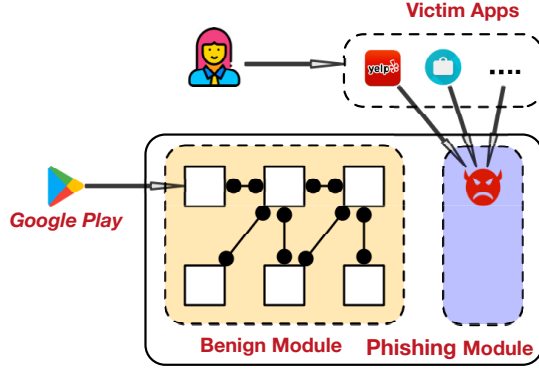 Victim Apps
yelp
....
Google Play
Benign Module
Phishing Module